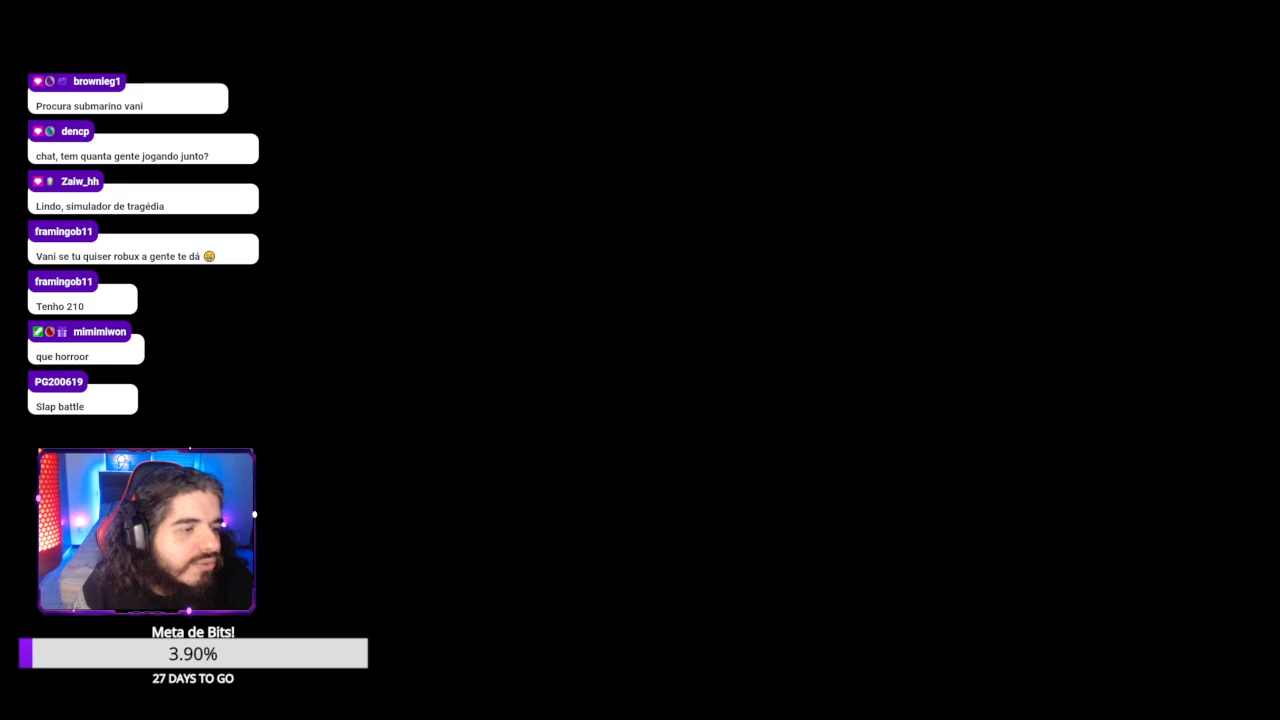 brownleg1
Procura submarino vani
dencp
chat, tem quanta gente jogando junto?
Zaiw_hh
Lindo, simulador de tragédia
framingob11
Vani se tu quiser robux a gente te dá 😄
framingob11
Tenho 210
mimimiwon
que horroor
PG200619
Slap battle
Meta de Bits!
3.90%
27 DAYS TO GO